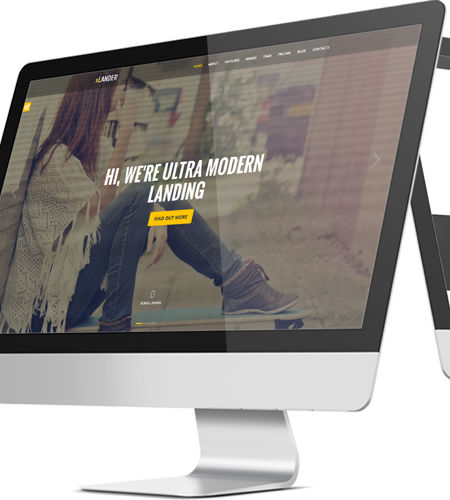 xLANDER
HOME ABOUT FEATURES WORKS TEAM PRICING BLOG CONTACTS
HI, WE'RE ULTRA MODERN
LANDING
FIND OUT MORE
SCROLL DOWN